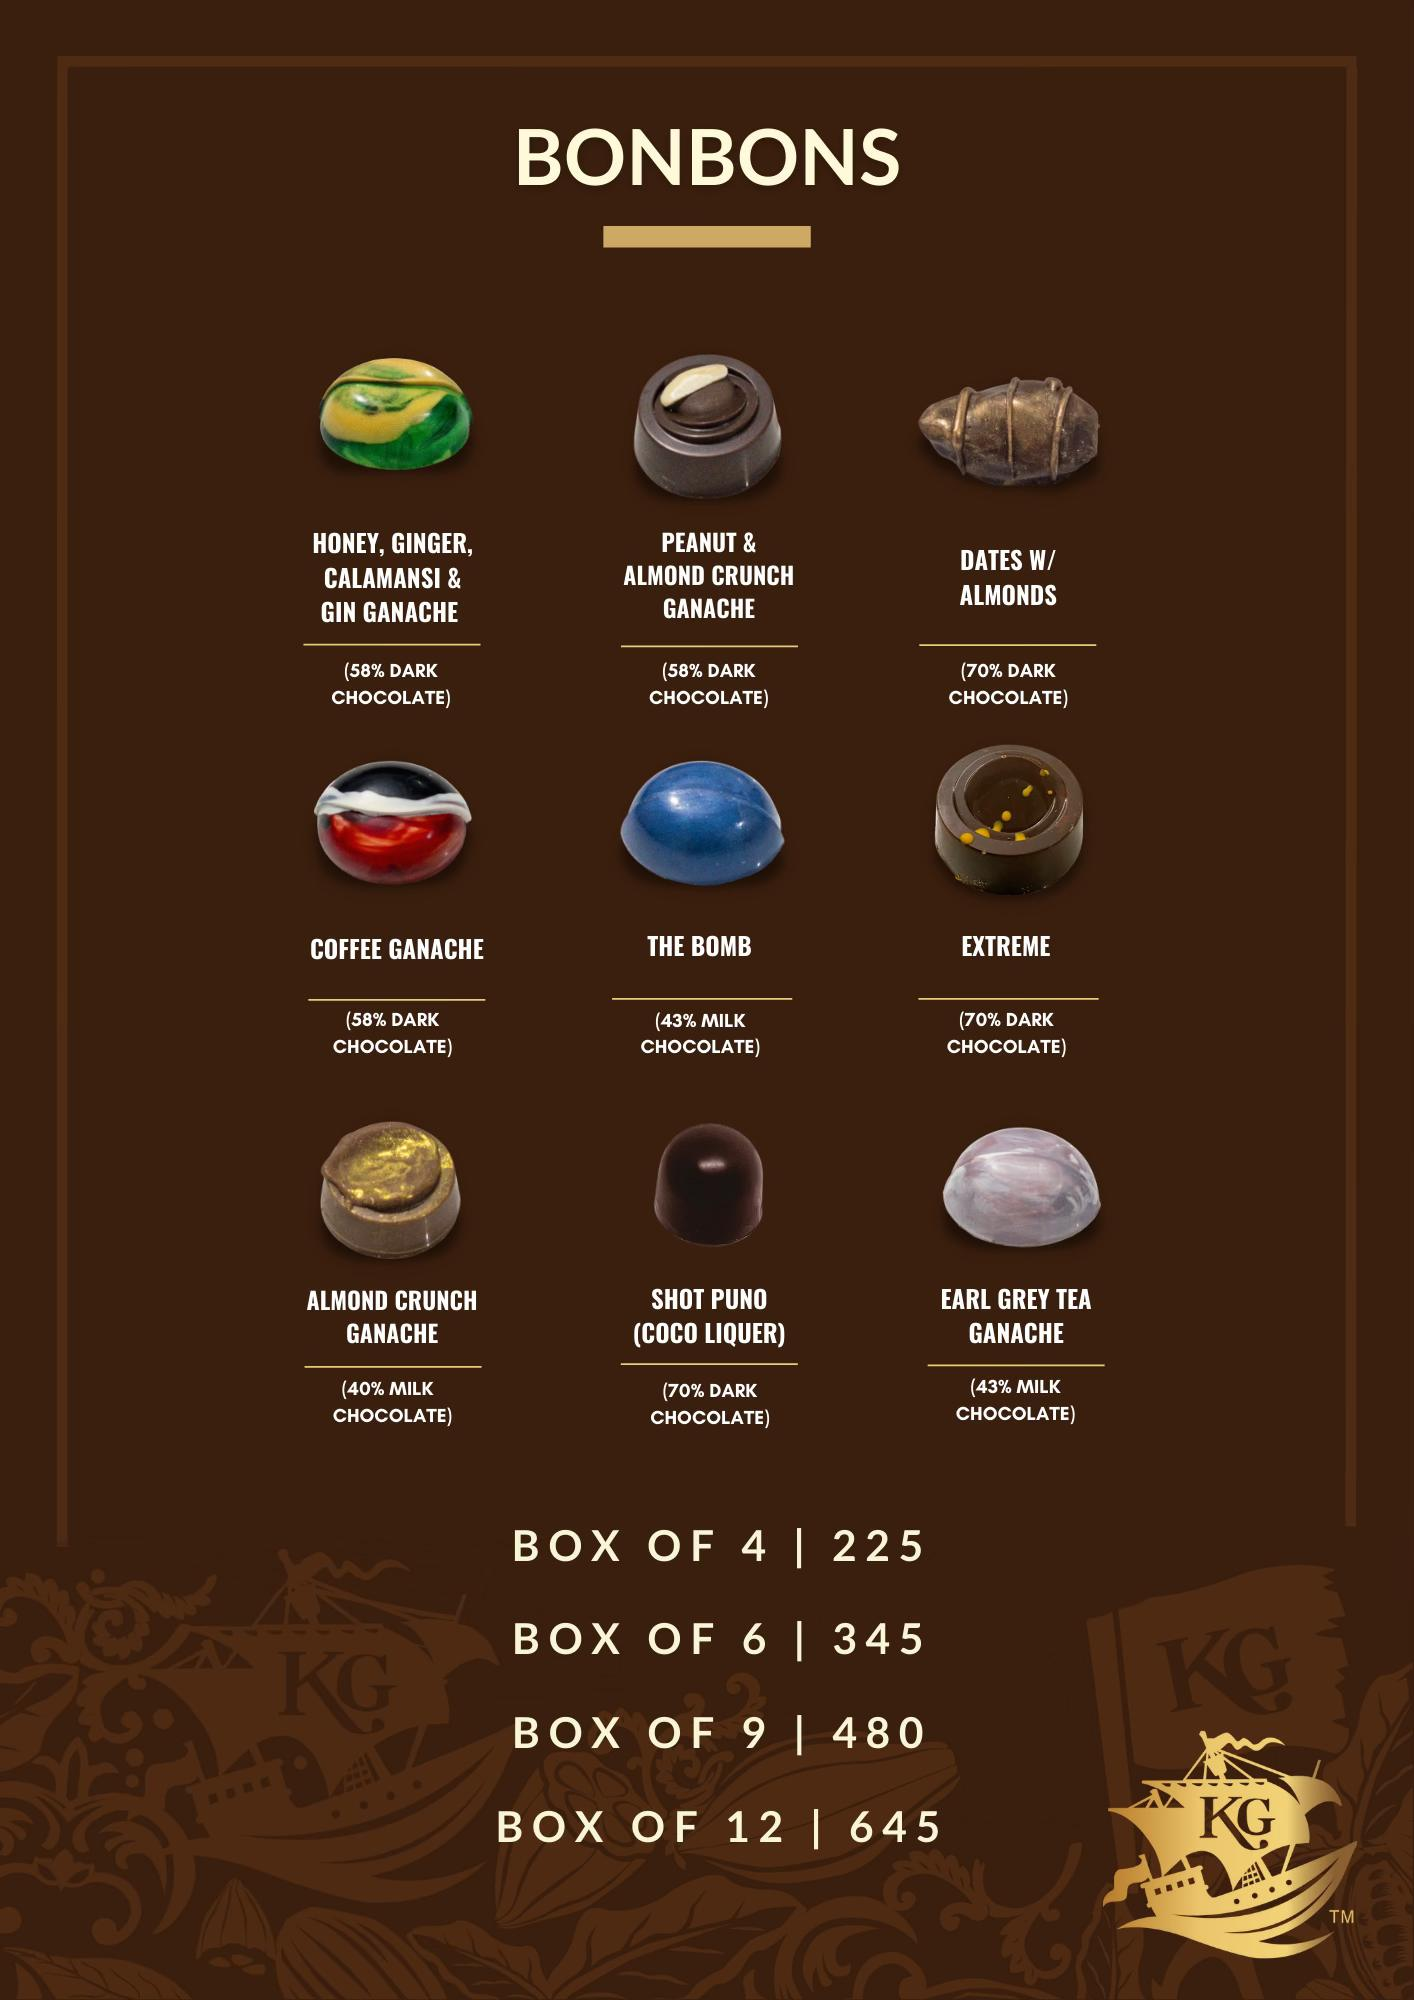 BONBONS
HONEY, GINGER,
CALAMANSI &
GIN GANACHE
(58% DARK
CHOCOLATE)
PEANUT &
ALMOND CRUNCH
GANACHE
(58% DARK
CHOCOLATE)
DATES W/
ALMONDS
(70% DARK
CHOCOLATE)
COFFEE GANACHE
(58% DARK
CHOCOLATE)
THE BOMB
(43% MILK
CHOCOLATE)
EXTREME
(70% DARK
CHOCOLATE)
ALMOND CRUNCH
GANACHE
(40% MILK
CHOCOLATE)
SHOT PUNO
(COCO LIQUER)
(70% DARK
CHOCOLATE)
EARL GREY TEA
GANACHE
(43% MILK
CHOCOLATE)
BOX OF 4 | 225
BOX OF 6 | 345
BOX OF 9 | 480
BOX OF 12 | 645
KG
KG
KG
TM